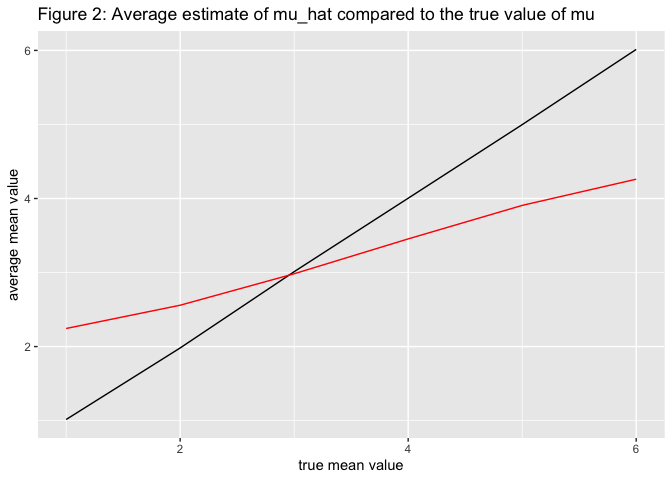 Figure 2: Average estimate of mu_hat compared to the true value of mu
6
4
2
average mean value
2 4 6
true mean value